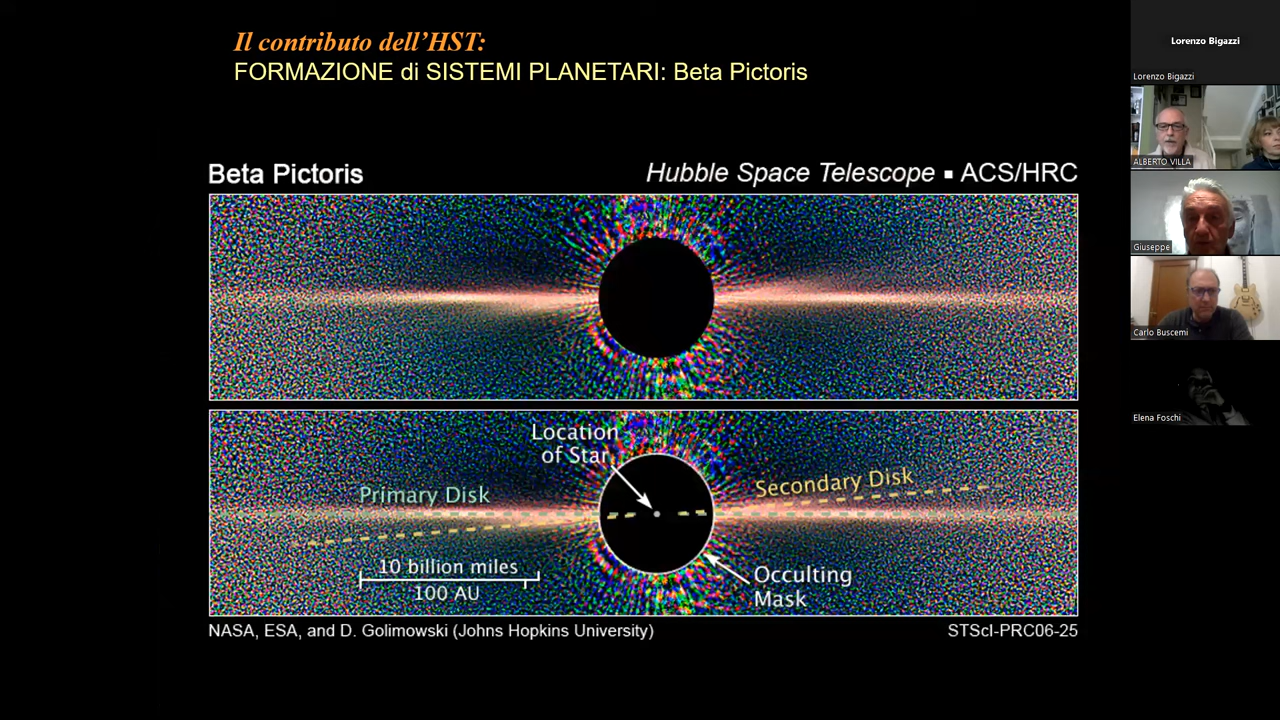 Il contributo dell'HST:
FORMAZIONE di SISTEMI PLANETARI: Beta Pictoris
Beta Pictoris
Hubble Space Telescope ▪ ACS/HRC
Location
of Star
Primary Disk
Secondary Disk
10 billion miles
100 AU
Occulting
Mask
NASA, ESA, and D. Golimowski (Johns Hopkins University)
STScI-PRC06-25
Lorenzo Bigazzi
Lorenzo Bigazzi
ALBERTO VILLA
Giuseppe
Carlo Buscemi
Elena Foschi